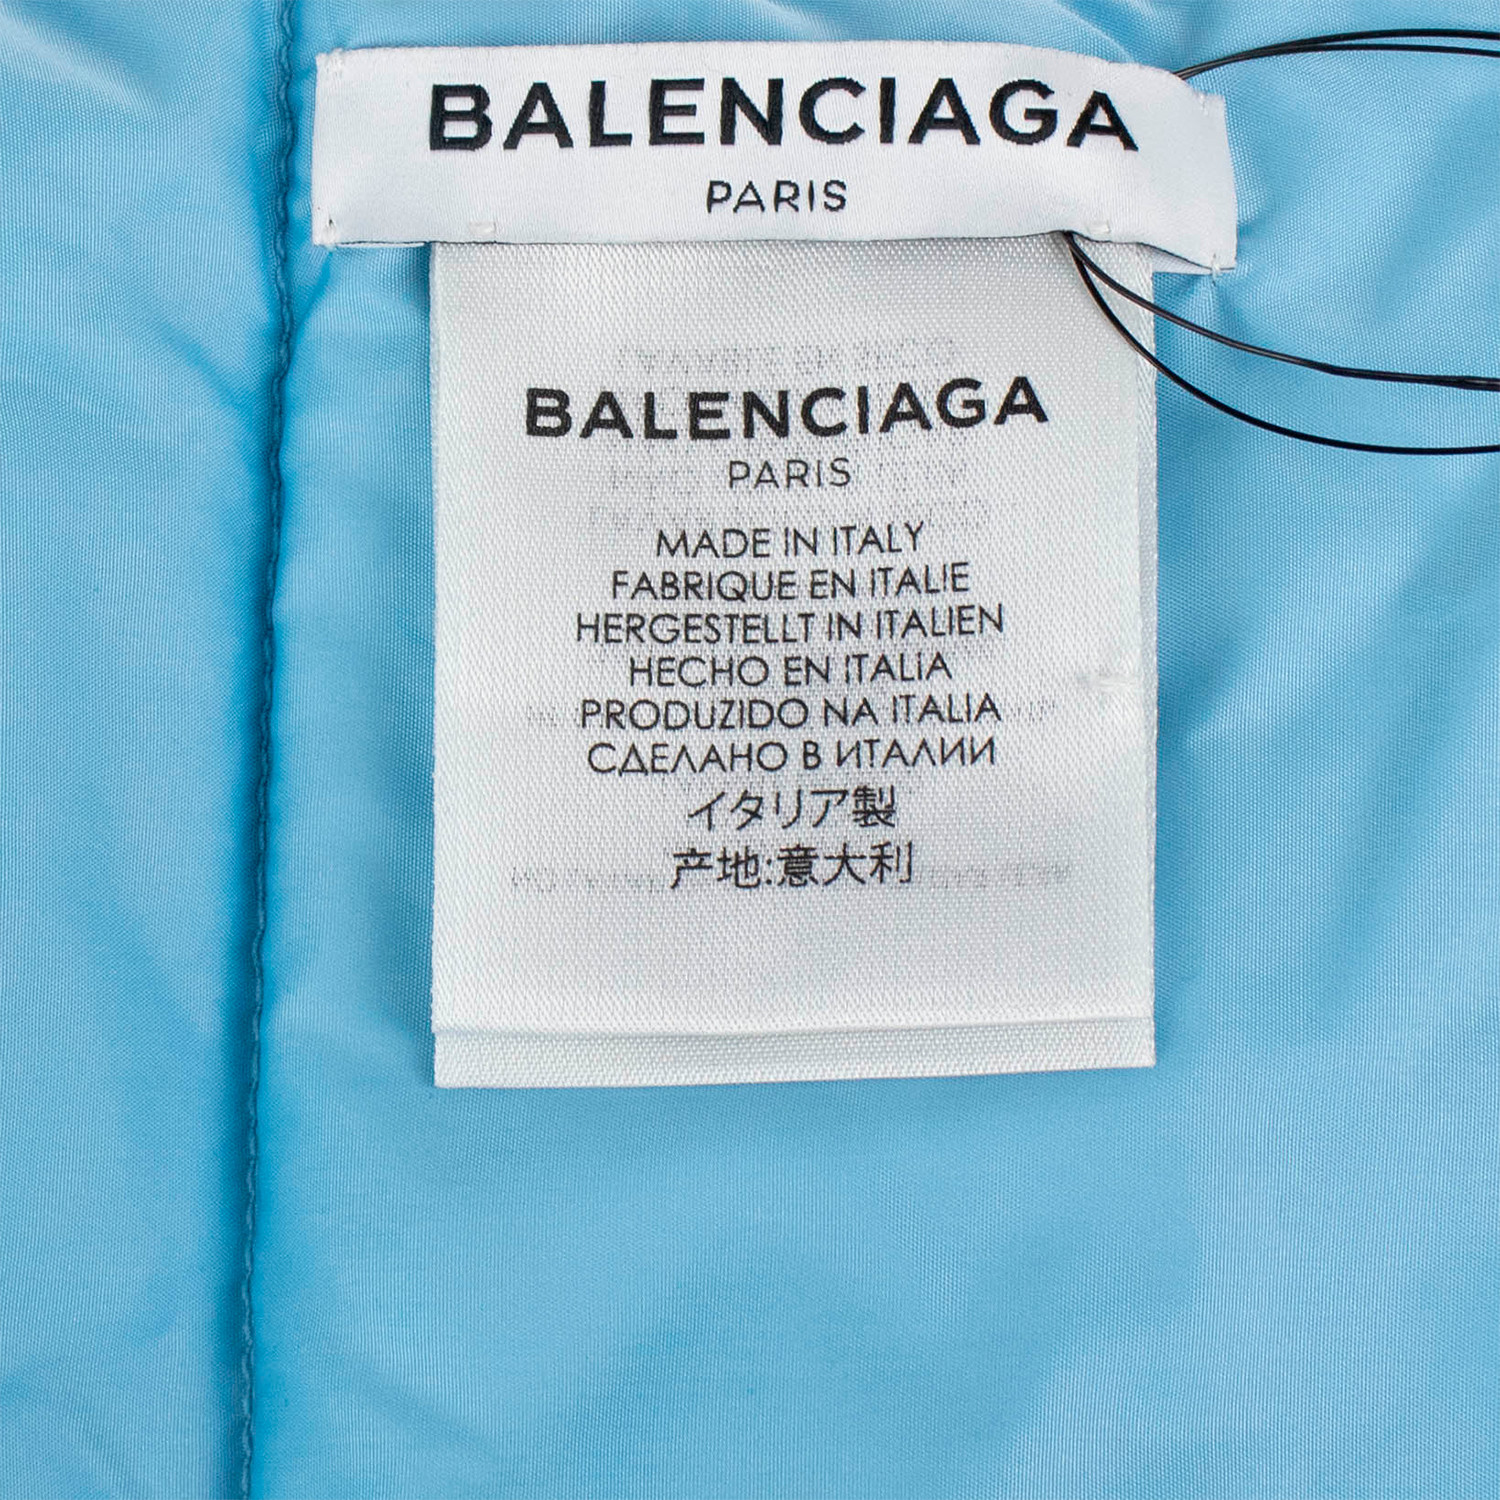 BALENCIAGA
PARIS
BALENCIAGA
PARIS
MADE IN ITALY
FABRIQUE EN ITALIE
HERGESTELLT IN ITALIEN
HECHO EN ITALIA
PRODUZIDO NA ITALIA
СДЕЛАНО В ИТАЛИИ
イタリア製
产地:意大利